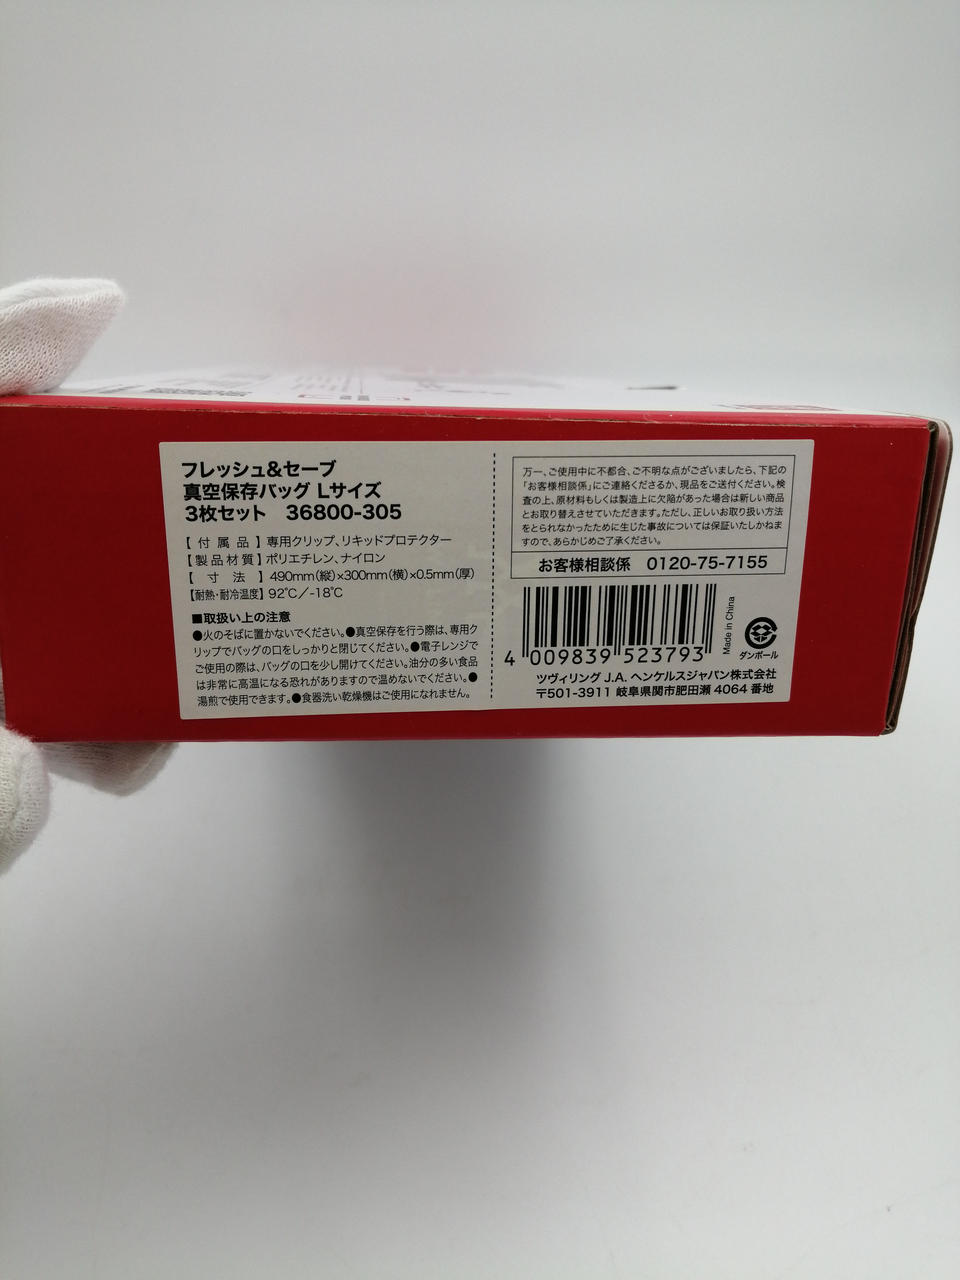 フレッシュ&セーブ
真空保存バッグ Lサイズ
3枚セット 36800-305
【付属品】専用クリップ、リキッドプロテクター
【製品材質】ポリエチレン、ナイロン
【寸法】490mm(縦)×300mm(横)×0.5mm(厚)
【耐熱・耐冷温度】92℃/-18℃
■取扱い上の注意
●火のそばに置かないでください。●真空保存を行う際は、専用ク
リップでバッグの口をしっかりと閉じてください。●電子レンジで
ご使用の際は、バッグの口を少し開けてください。油分の多い食品
は非常に高温になる恐れがありますので温めないでください。●
湯煎で使用できます。●食器洗い乾燥機はご使用になれません。
万一、ご使用中に不都合、ご不明な点がございましたら、下記の
「お客様相談係」にご連絡くださるか、現品をご送付ください。検
査の上、原材料もしくは製造上に欠陥があった場合は新しい商品
とお取り替えさせていただきます。ただし、正しいお取り扱い方法
をとられなかったために生じた事故については保証いたしかねま
すので、あらかじめご了承ください。
お客様相談係 0120-75-7155
4 009839 523793
Made in China
ダンボール
ツヴィリング J.A. ヘンケルスジャパン株式会社
〒501-3911 岐阜県関市肥田瀬 4064 番地